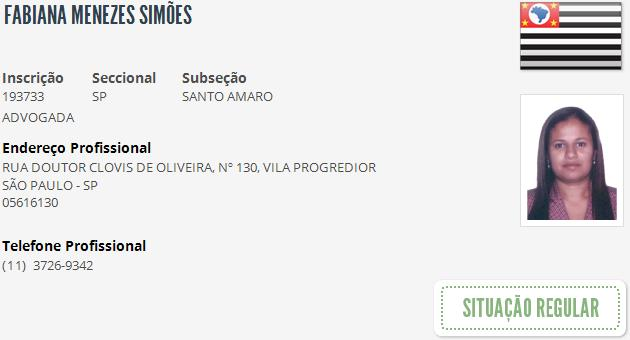 FABIANA MENEZES SIMÕES
Inscrição Seccional Subseção
193733 SP SANTO AMARO
ADVOGADA
Endereço Profissional
RUA DOUTOR CLOVIS DE OLIVEIRA, Nº 130, VILA PROGREDIOR
SÃO PAULO - SP
05616130
Telefone Profissional
(11) 3726-9342
SITUAÇÃO REGULAR